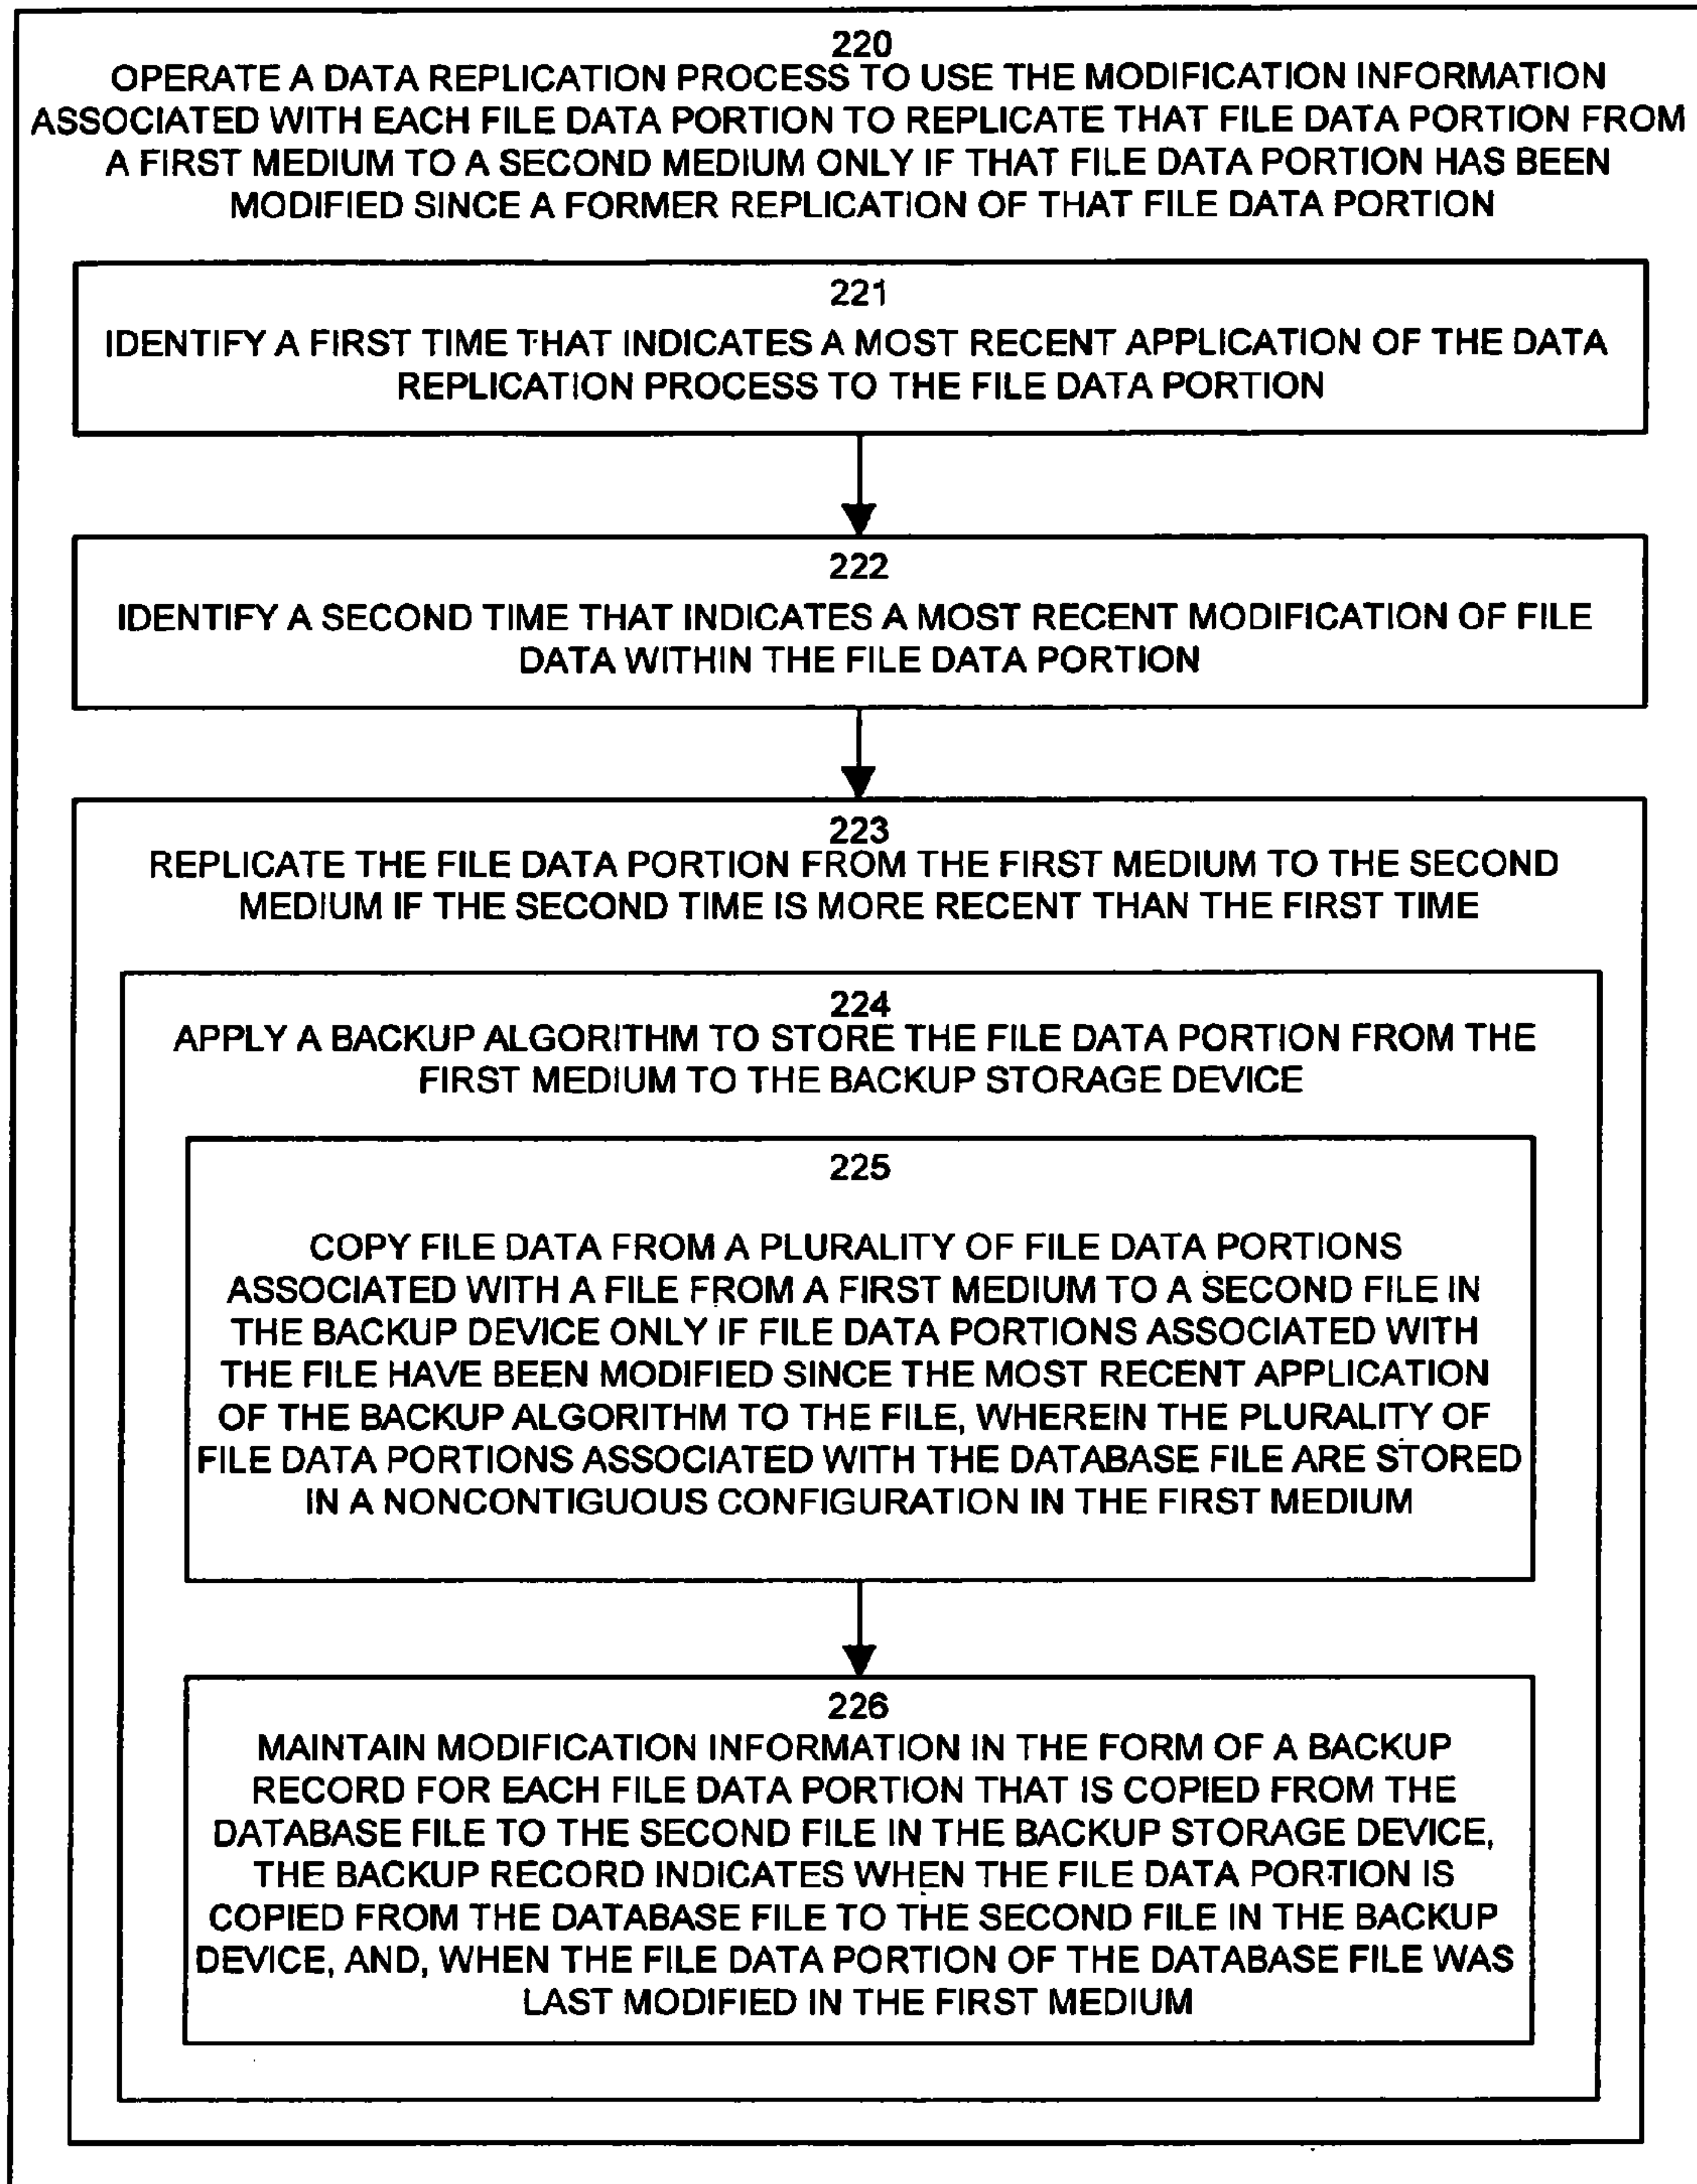 220
OPERATE A DATA REPLICATION PROCESS TO USE THE MODIFICATION INFORMATION
ASSOCIATED WITH EACH FILE DATA PORTION TO REPLICATE THAT FILE DATA PORTION FROM
A FIRST MEDIUM TO A SECOND MEDIUM ONLY IF THAT FILE DATA PORTION HAS BEEN
MODIFIED SINCE A FORMER REPLICATION OF THAT FILE DATA PORTION
221
IDENTIFY A FIRST TIME THAT INDICATES A MOST RECENT APPLICATION OF THE DATA
REPLICATION PROCESS TO THE FILE DATA PORTION
222
IDENTIFY A SECOND TIME THAT INDICATES A MOST RECENT MODIFICATION OF FILE
DATA WITHIN THE FILE DATA PORTION
223
REPLICATE THE FILE DATA PORTION FROM THE FIRST MEDIUM TO THE SECOND
MEDIUM IF THE SECOND TIME IS MORE RECENT THAN THE FIRST TIME
224
APPLY A BACKUP ALGORITHM TO STORE THE FILE DATA PORTION FROM THE
FIRST MEDIUM TO THE BACKUP STORAGE DEVICE
225
COPY FILE DATA FROM A PLURALITY OF FILE DATA PORTIONS
ASSOCIATED WITH A FILE FROM A FIRST MEDIUM TO A SECOND FILE IN
THE BACKUP DEVICE ONLY IF FILE DATA PORTIONS ASSOCIATED WITH
THE FILE HAVE BEEN MODIFIED SINCE THE MOST RECENT APPLICATION
OF THE BACKUP ALGORITHM TO THE FILE, WHEREIN THE PLURALITY OF
FILE DATA PORTIONS ASSOCIATED WITH THE DATABASE FILE ARE STORED
IN A NONCONTIGUOUS CONFIGURATION IN THE FIRST MEDIUM
226
MAINTAIN MODIFICATION INFORMATION IN THE FORM OF A BACKUP
RECORD FOR EACH FILE DATA PORTION THAT IS COPIED FROM THE
DATABASE FILE TO THE SECOND FILE IN THE BACKUP STORAGE DEVICE,
THE BACKUP RECORD INDICATES WHEN THE FILE DATA PORTION IS
COPIED FROM THE DATABASE FILE TO THE SECOND FILE IN THE BACKUP
DEVICE, AND, WHEN THE FILE DATA PORTION OF THE DATABASE FILE WAS
LAST MODIFIED IN THE FIRST MEDIUM